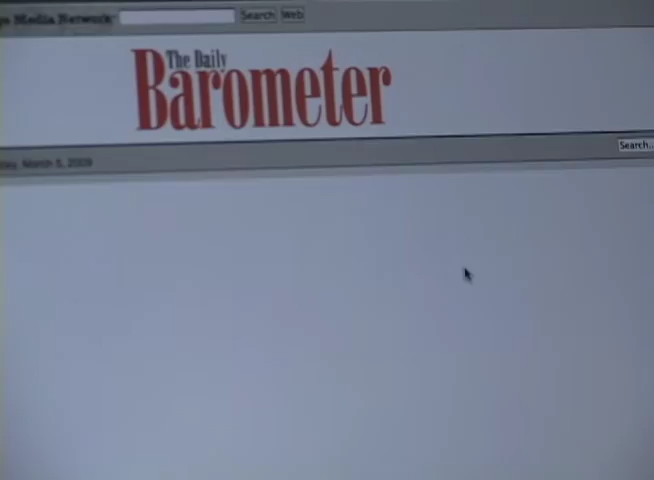 Media Network Search Web
The Daily
Barometer
March 5, 2009
Search..